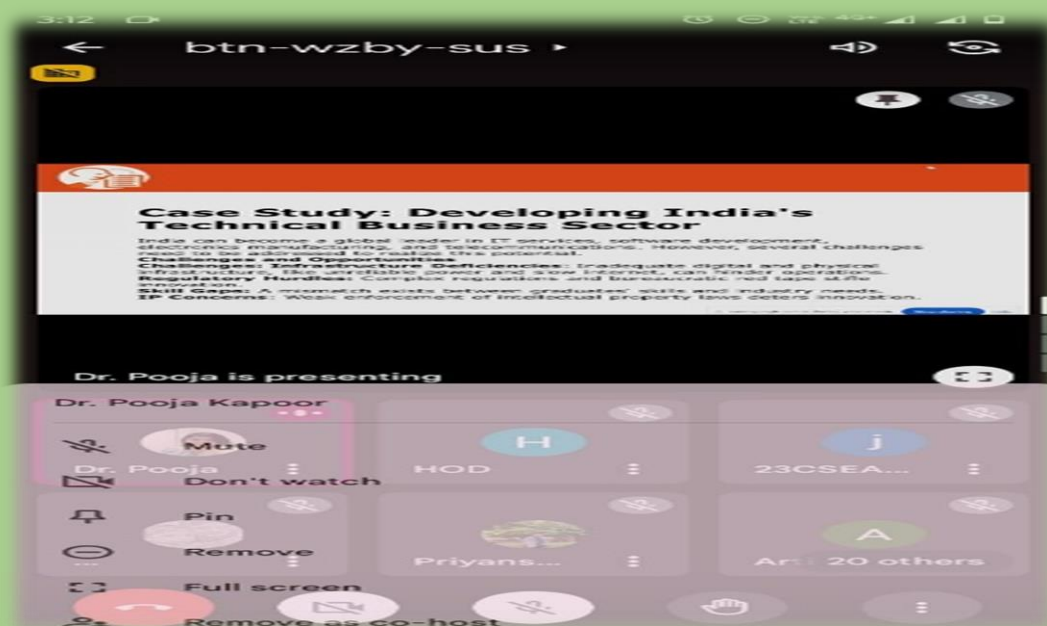 3:12
4G+
btn-wzby-sus
Case Study: Developing India's
Technical Business Sector
India can become a global leader in IT services, software development,
electronics manufacturing, and telecommunications. However, several challenges
need to be addressed to realize this potential.
Challenges and Opportunities
Challenges: Infrastructure Deficiencies: Inadequate digital and physical
infrastructure, like unreliable power and slow internet, can hinder operations.
Regulatory Hurdles: Complex regulations and bureaucratic red tape stifle
innovation.
Skill Gaps: A mismatch exists between graduates' skills and industry needs.
IP Concerns: Weak enforcement of intellectual property laws deters innovation.
Dr. Pooja is presenting
Dr. Pooja Kapoor
Mute
Dr. Pooja
HOD
23CSEA...
Don't watch
Pin
Remove
...
Priyans...
20 others
Full screen
Remove as co-host
H
j
A